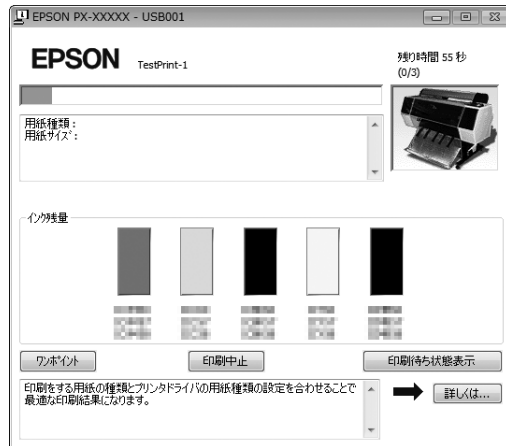 EPSON PX-XXXXX - USB001
EPSON
TestPrint-1
残り時間 55 秒
(0/3)
用紙種類:
用紙サイズ:
インク残量
ワンポイント
印刷中止
印刷待ち状態表示
印刷をする用紙の種類とプリンタドライバの用紙種類の設定を合わせることで
最適な印刷結果になります。
詳しくは...